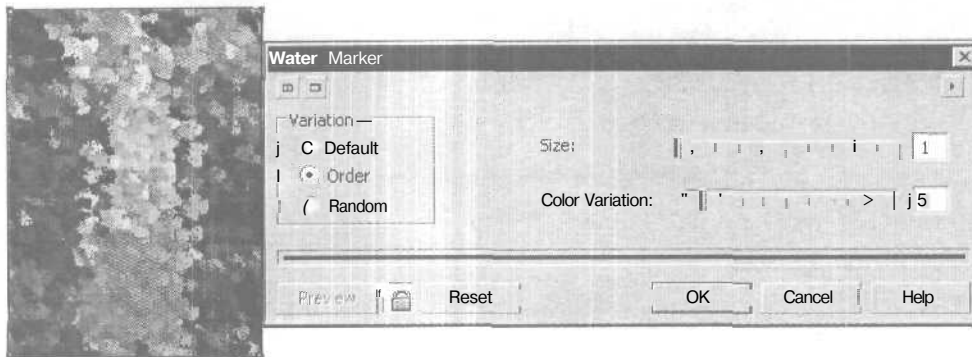 Water Marker
Variation
Default
Order
Random
Size: 1
Color Variation: 5
Preview
Reset
OK
Cancel
Help